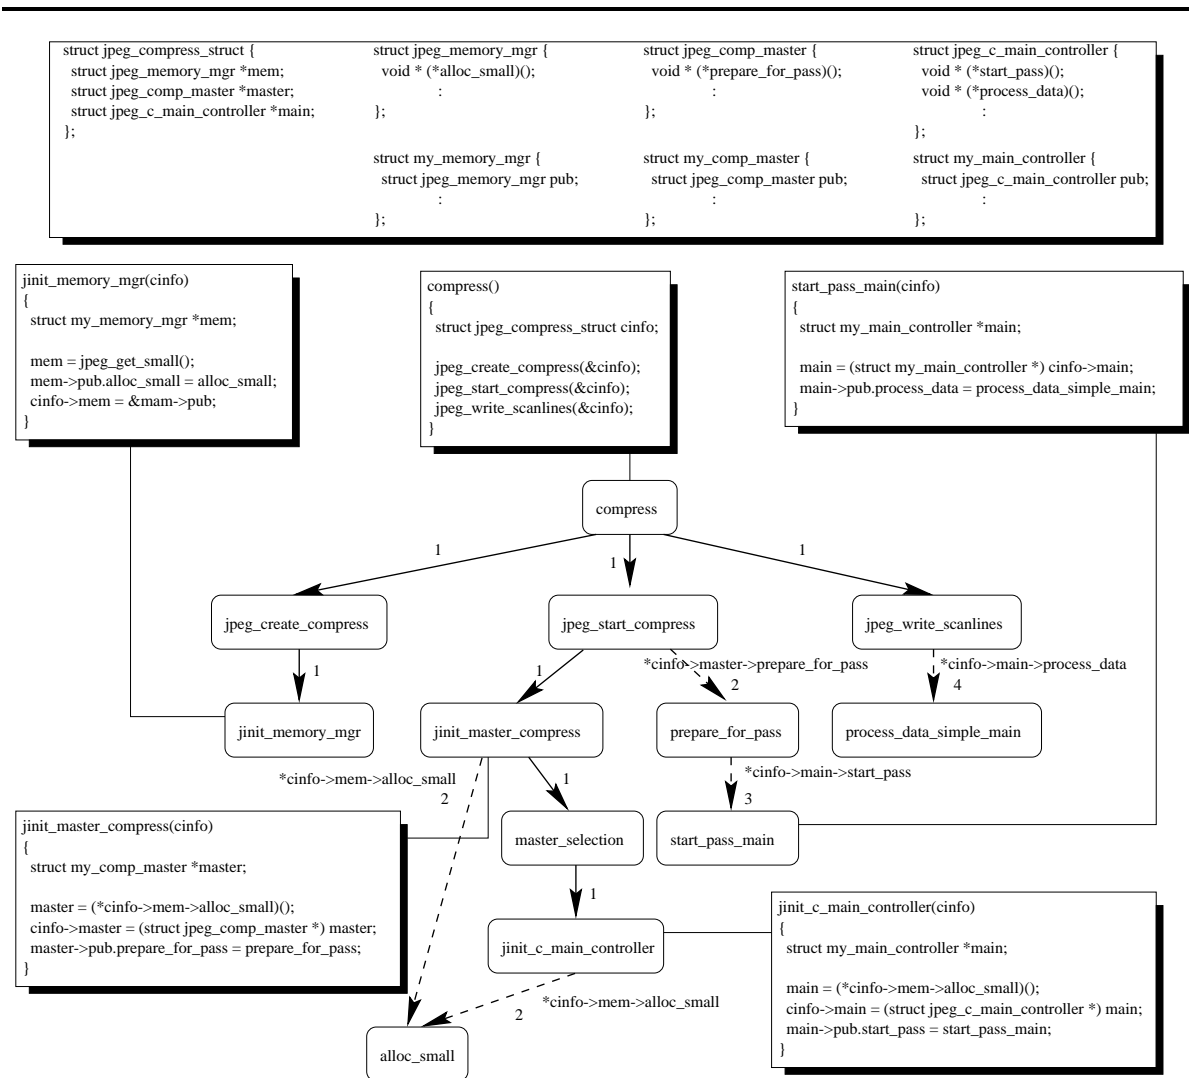 struct jpeg_compress_struct {
struct jpeg_memory_mgr *mem;
struct jpeg_comp_master *master;
struct jpeg_c_main_controller *main;
};
struct jpeg_memory_mgr {
void * (*alloc_small)();
:
};
struct jpeg_comp_master {
void * (*prepare_for_pass)();
:
};
struct jpeg_c_main_controller {
void * (*start_pass)();
void * (*process_data)();
:
};
struct my_memory_mgr {
struct jpeg_memory_mgr pub;
:
};
struct my_comp_master {
struct jpeg_comp_master pub;
:
};
struct my_main_controller {
struct jpeg_c_main_controller pub;
:
};
jinit_memory_mgr(cinfo)
{
struct my_memory_mgr *mem;
mem = jpeg_get_small();
mem->pub.alloc_small = alloc_small;
cinfo->mem = &mam->pub;
}
compress()
{
struct jpeg_compress_struct cinfo;
jpeg_create_compress(&cinfo);
jpeg_start_compress(&cinfo);
jpeg_write_scanlines(&cinfo);
}
start_pass_main(cinfo)
{
struct my_main_controller *main;
main = (struct my_main_controller *) cinfo->main;
main->pub.process_data = process_data_simple_main;
}
compress
1
1
1
jpeg_create_compress
jpeg_start_compress
jpeg_write_scanlines
1
1
*cinfo->master->prepare_for_pass
2
*cinfo->main->process_data
4
jinit_memory_mgr
jinit_master_compress
prepare_for_pass
process_data_simple_main
*cinfo->mem->alloc_small
2
1
*cinfo->main->start_pass
3
master_selection
start_pass_main
jinit_master_compress(cinfo)
{
struct my_comp_master *master;
master = (*cinfo->mem->alloc_small)();
cinfo->master = (struct jpeg_comp_master *) master;
master->pub.prepare_for_pass = prepare_for_pass;
}
1
jinit_c_main_controller
*cinfo->mem->alloc_small
2
alloc_small
jinit_c_main_controller(cinfo)
{
struct my_main_controller *main;
main = (*cinfo->mem->alloc_small)();
cinfo->main = (struct jpeg_c_main_controller *) main;
main->pub.start_pass = start_pass_main;
}